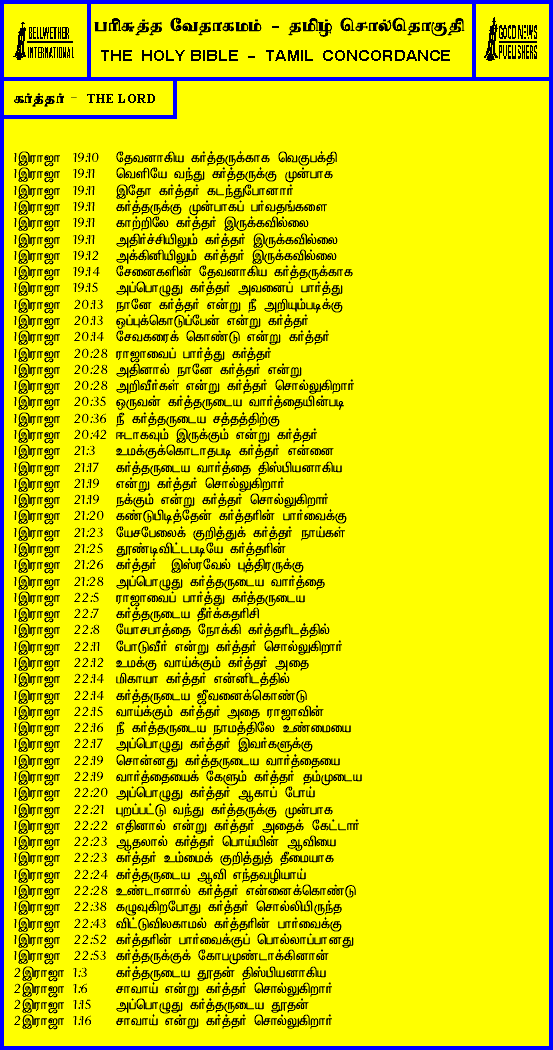 BELLWETHER
INTERNATIONAL
பரிசுத்த வேதாகமம் - தமிழ் சொல்தொகுதி
THE HOLY BIBLE - TAMIL CONCORDANCE
GOOD NEWS
PUBLISHERS
கர்த்தர் - THE LORD
1இராஜா 19:10 தேவனாகிய கர்த்தருக்காக வெகுபக்தி
1இராஜா 19:11 வெளியே வந்து கர்த்தருக்கு முன்பாக
1இராஜா 19:11 இதோ கர்த்தர் கடந்துபோனார்
1இராஜா 19:11 கர்த்தருக்கு முன்பாகப் பர்வதங்களை
1இராஜா 19:11 காற்றிலே கர்த்தர் இருக்கவில்லை
1இராஜா 19:11 அதிர்ச்சியிலும் கர்த்தர் இருக்கவில்லை
1இராஜா 19:12 அக்கினியிலும் கர்த்தர் இருக்கவில்லை
1இராஜா 19:14 சேனைகளின் தேவனாகிய கர்த்தருக்காக
1இராஜா 19:15 அப்பொழுது கர்த்தர் அவனைப் பார்த்து
1இராஜா 20:13 நானே கர்த்தர் என்று நீ அறியும்படிக்கு
1இராஜா 20:13 ஒப்புக்கொடுப்பேன் என்று கர்த்தர்
1இராஜா 20:14 சேவகரைக் கொண்டு என்று கர்த்தர்
1இராஜா 20:28 ராஜாவைப் பார்த்து கர்த்தர்
1இராஜா 20:28 அதினால் நானே கர்த்தர் என்று
1இராஜா 20:28 அறிவீர்கள் என்று கர்த்தர் சொல்லுகிறார்
1இராஜா 20:35 ஒருவன் கர்த்தருடைய வார்த்தையின்படி
1இராஜா 20:36 நீ கர்த்தருடைய சத்தத்திற்கு
1இராஜா 20:42 ஈடாகவும் இருக்கும் என்று கர்த்தர்
1இராஜா 21:3 உமக்குக்கொடாதபடி கர்த்தர் என்னை
1இராஜா 21:17 கர்த்தருடைய வார்த்தை திஸ்பியனாகிய
1இராஜா 21:19 என்று கர்த்தர் சொல்லுகிறார்
1இராஜா 21:19 நக்கும் என்று கர்த்தர் சொல்லுகிறார்
1இராஜா 21:20 கண்டுபிடித்தேன் கர்த்தரின் பார்வைக்கு
1இராஜா 21:23 யேசபேலைக் குறித்துக் கர்த்தர் நாய்கள்
1இராஜா 21:25 தூண்டிவிட்டபடியே கர்த்தரின்
1இராஜா 21:26 கர்த்தர் இஸ்ரவேல் புத்திரருக்கு
1இராஜா 21:28 அப்பொழுது கர்த்தருடைய வார்த்தை
1இராஜா 22:5 ராஜாவைப் பார்த்து கர்த்தருடைய
1இராஜா 22:7 கர்த்தருடைய தீர்க்கதரிசி
1இராஜா 22:8 யோசபாத்தை நோக்கி கர்த்தரிடத்தில்
1இராஜா 22:11 போடுவீர் என்று கர்த்தர் சொல்லுகிறார்
1இராஜா 22:12 உமக்கு வாய்க்கும் கர்த்தர் அதை
1இராஜா 22:14 மிகாயா கர்த்தர் என்னிடத்தில்
1இராஜா 22:14 கர்த்தருடைய ஜீவனைக்கொண்டு
1இராஜா 22:15 வாய்க்கும் கர்த்தர் அதை ராஜாவின்
1இராஜா 22:16 நீ கர்த்தருடைய நாமத்திலே உண்மையை
1இராஜா 22:17 அப்பொழுது கர்த்தர் இவர்களுக்கு
1இராஜா 22:19 சொன்னது கர்த்தருடைய வார்த்தையை
1இராஜா 22:19 வார்த்தையைக் கேளும் கர்த்தர் தம்முடைய
1இராஜா 22:20 அப்பொழுது கர்த்தர் ஆகாப் போய்
1இராஜா 22:21 புறப்பட்டு வந்து கர்த்தருக்கு முன்பாக
1இராஜா 22:22 எதினால் என்று கர்த்தர் அதைக் கேட்டார்
1இராஜா 22:23 ஆதலால் கர்த்தர் பொய்யின் ஆவியை
1இராஜா 22:23 கர்த்தர் உம்மைக் குறித்துத் தீமையாக
1இராஜா 22:24 கர்த்தருடைய ஆவி எந்தவழியாய்
1இராஜா 22:28 உண்டானால் கர்த்தர் என்னைக்கொண்டு
1இராஜா 22:38 கழுவுகிறபோது கர்த்தர் சொல்லியிருந்த
1இராஜா 22:43 விட்டுவிலகாமல் கர்த்தரின் பார்வைக்கு
1இராஜா 22:52 கர்த்தரின் பார்வைக்குப் பொல்லாப்பானது
1இராஜா 22:53 கர்த்தருக்குக் கோபமுண்டாக்கினான்
2இராஜா 1:3 கர்த்தருடைய தூதன் திஸ்பியனாகிய
2இராஜா 1:6 சாவாய் என்று கர்த்தர் சொல்லுகிறார்
2இராஜா 1:15 அப்பொழுது கர்த்தருடைய தூதன்
2இராஜா 1:16 சாவாய் என்று கர்த்தர் சொல்லுகிறார்